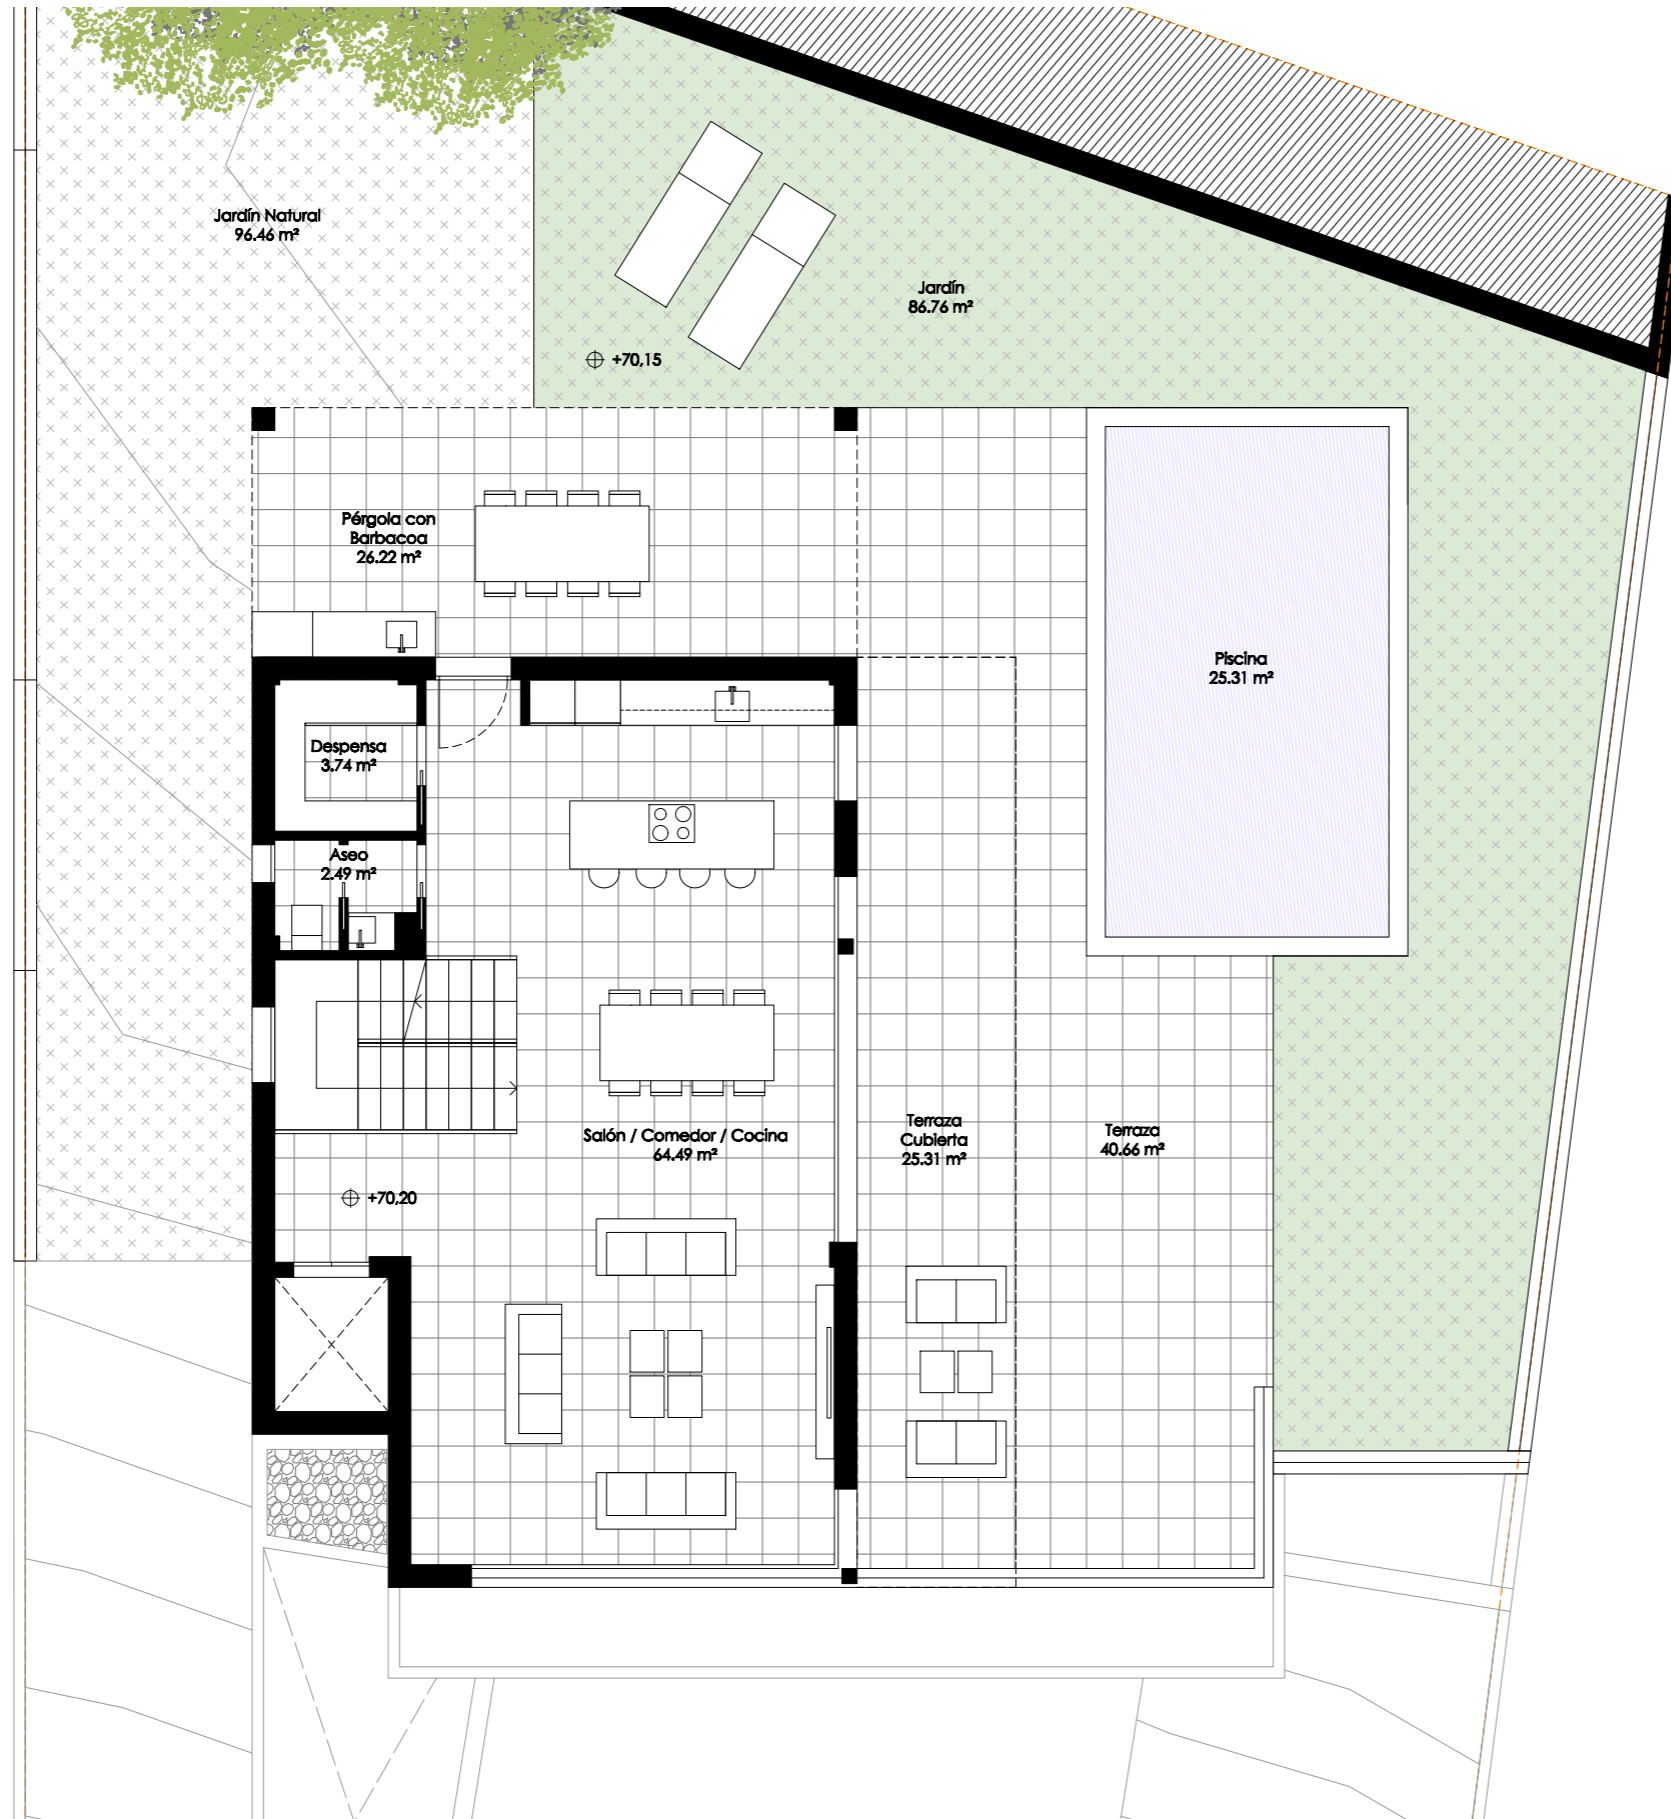 Jardín Natural
96.46 m²
Jardín
86.76 m²
+70,15
Pérgola con
Barbacoa
26.22 m²
Piscina
25.31 m²
Despensa
3.74 m²
Aseo
2.49 m²
Salón / Comedor / Cocina
64.49 m²
Terraza
Cubierta
25.31 m²
Terraza
40.66 m²
+70,20